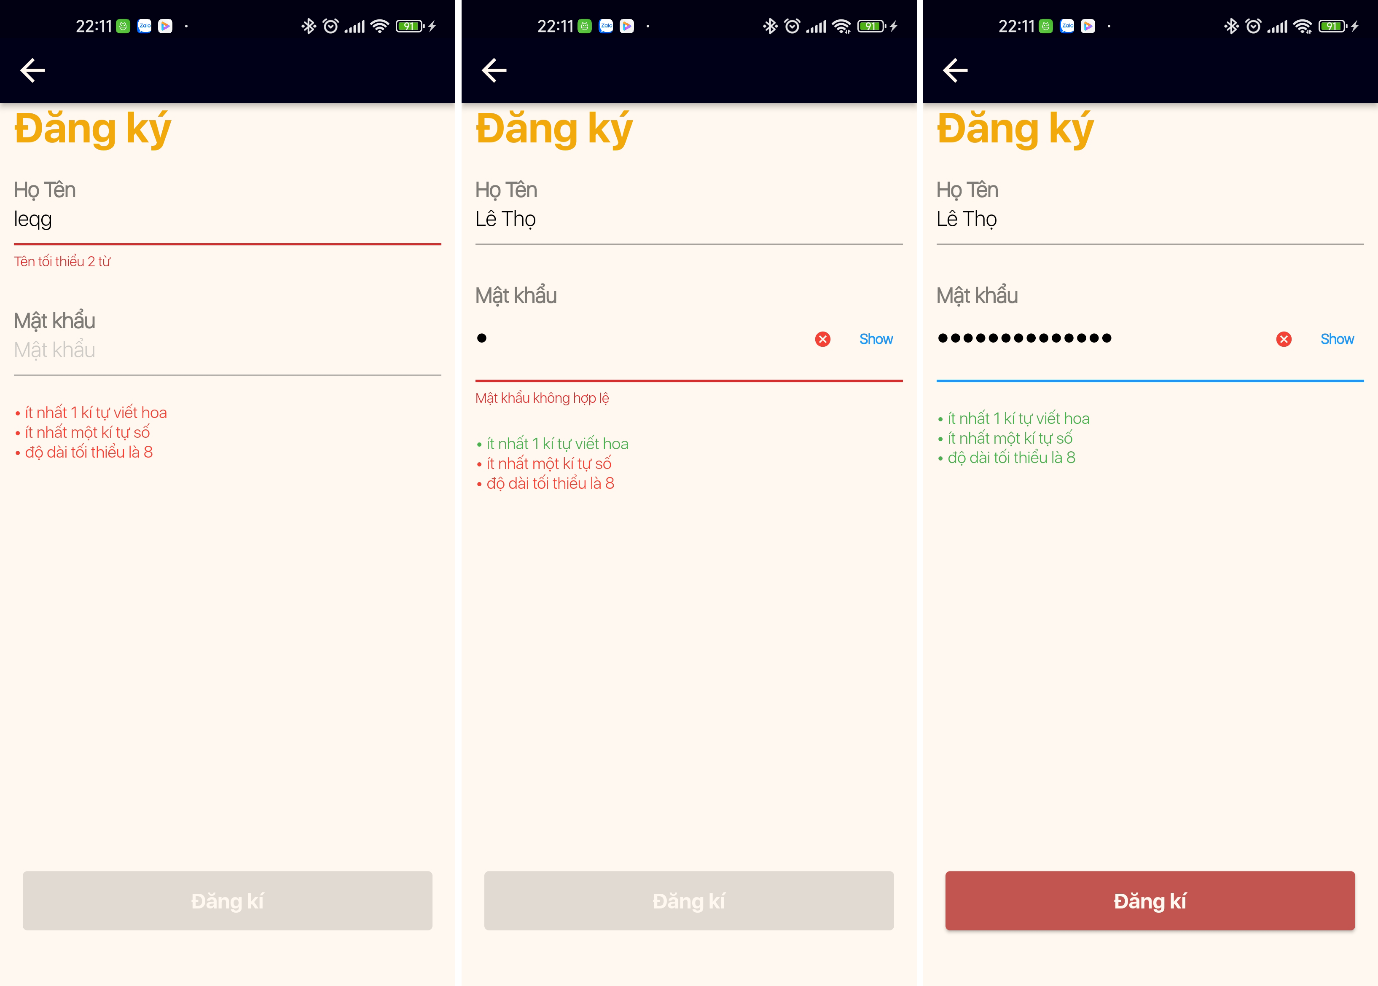 22:11
91
Đăng ký
Họ Tên
leqg
Tên tối thiểu 2 từ
Mật khẩu
Mật khẩu
• ít nhất 1 kí tự viết hoa
• ít nhất một kí tự số
• độ dài tối thiểu là 8
Đăng kí
22:11
91
Đăng ký
Họ Tên
Lê Thọ
Mật khẩu
Show
Mật khẩu không hợp lệ
• ít nhất 1 kí tự viết hoa
• ít nhất một kí tự số
• độ dài tối thiểu là 8
Đăng kí
22:11
91
Đăng ký
Họ Tên
Lê Thọ
Mật khẩu
Show
• ít nhất 1 kí tự viết hoa
• ít nhất một kí tự số
• độ dài tối thiểu là 8
Đăng kí